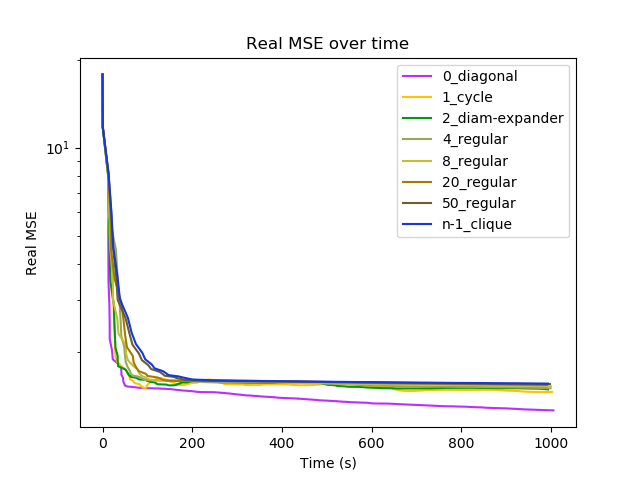 Real MSE over time
0_diagonal
1_cycle
2_diam-expander
4_regular
8_regular
20_regular
50_regular
n-1_clique
10^1
Real MSE
0 200 400 600 800 1000
Time (s)